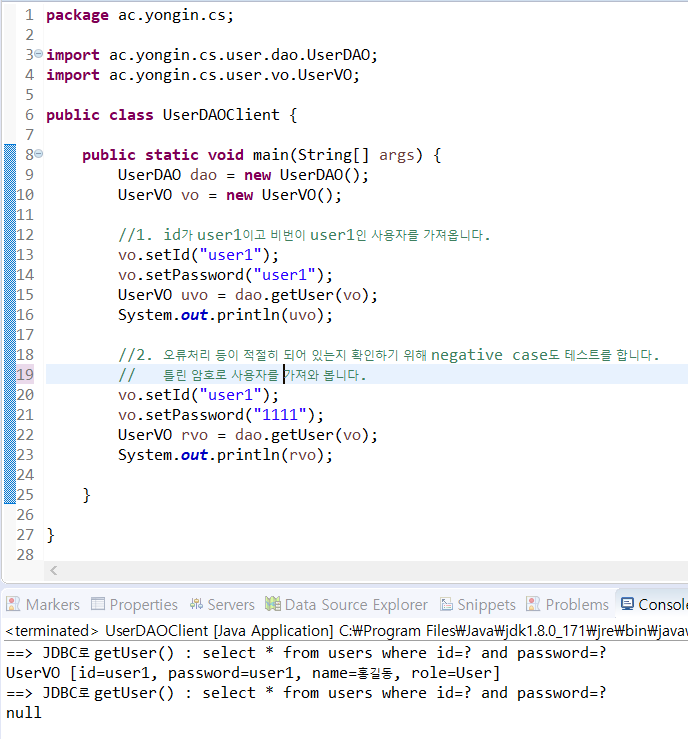 1 package ac.yongin.cs;
2
3 import ac.yongin.cs.user.dao.UserDAO;
4 import ac.yongin.cs.user.vo.UserVO;
5
6 public class UserDAOClient {
7
8     public static void main(String[] args) {
9         UserDAO dao = new UserDAO();
10         UserVO vo = new UserVO();
11
12         //1. id가 user1이고 비번이 user1인 사용자를 가져옵니다.
13         vo.setId("user1");
14         vo.setPassword("user1");
15         UserVO uvo = dao.getUser(vo);
16         System.out.println(uvo);
17
18         //2. 오류처리 등이 적절히 되어 있는지 확인하기 위해 negative case도 테스트를 합니다.
19         //   틀린 암호로 사용자를 가져와 봅니다.
20         vo.setId("user1");
21         vo.setPassword("1111");
22         UserVO rvo = dao.getUser(vo);
23         System.out.println(rvo);
24
25     }
26
27 }
28
Markers Properties Servers Data Source Explorer Snippets Problems Console
<terminated> UserDAOClient [Java Application] C:₩Program Files₩Java₩jdk1.8.0_171₩jre₩bin₩javaw
==> JDBC로 getUser() : select * from users where id=? and password=?
UserVO [id=user1, password=user1, name=홍길동, role=User]
==> JDBC로 getUser() : select * from users where id=? and password=?
null